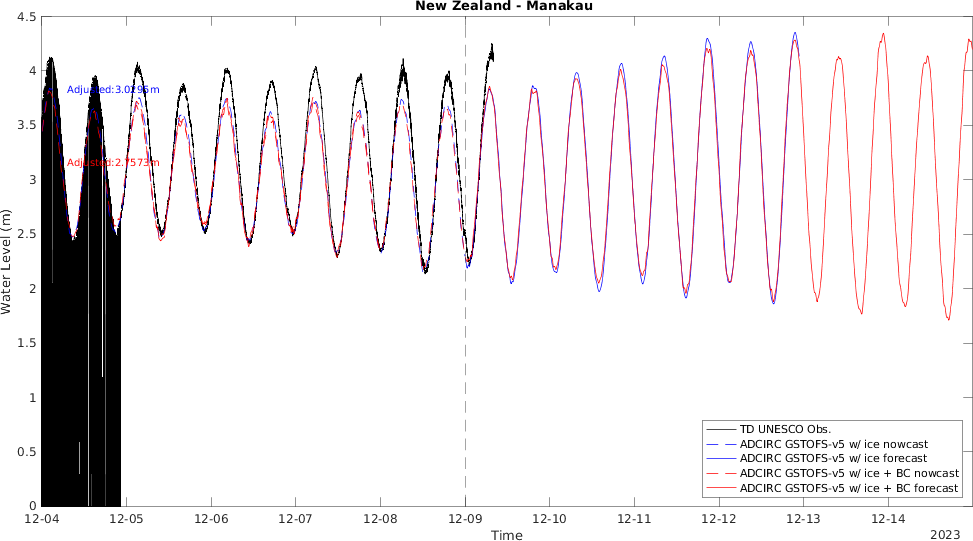 New Zealand - Manakau
4.5
4
3.5
3
2.5
2
1.5
1
0.5
0
Water Level (m)
Adjusted:3.0295m
Adjusted:2.7573m
TD UNESCO Obs.
ADCIRC GSTOFS-v5 w/ ice nowcast
ADCIRC GSTOFS-v5 w/ ice forecast
ADCIRC GSTOFS-v5 w/ ice + BC nowcast
ADCIRC GSTOFS-v5 w/ ice + BC forecast
12-04 12-05 12-06 12-07 12-08 12-09 12-10 12-11 12-12 12-13 12-14
Time
2023